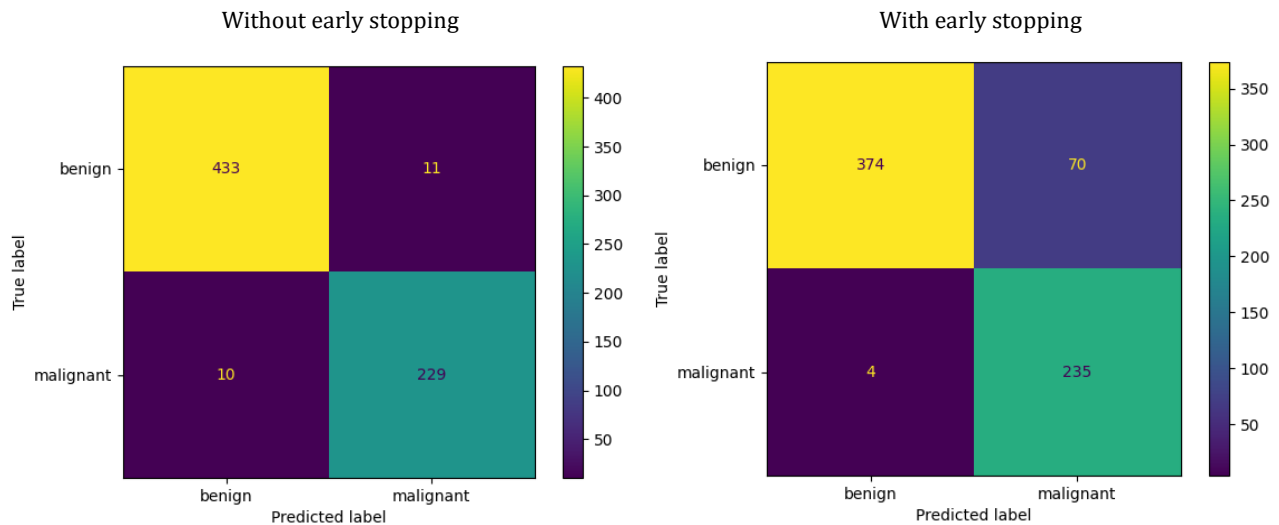 Without early stopping
With early stopping
benign
433
11
malignant
10
229
benign
malignant
Predicted label
True label
400
350
300
250
200
150
100
50
benign
374
70
malignant
4
235
benign
malignant
Predicted label
True label
350
300
250
200
150
100
50